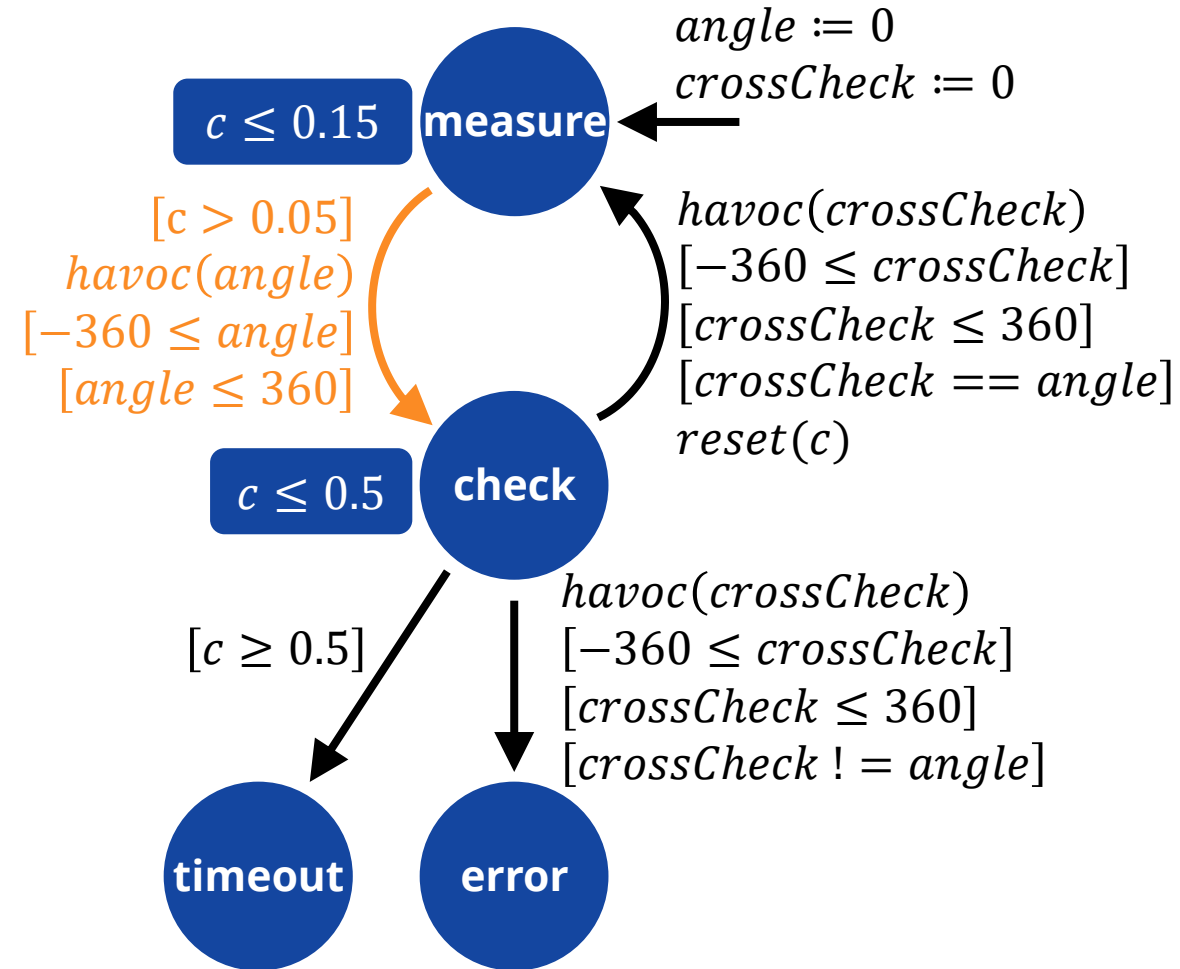 angle := 0
crossCheck := 0
c ≤ 0.15
measure
[c > 0.05]
havoc(angle)
[−360 ≤ angle]
[angle ≤ 360]
havoc(crossCheck)
[−360 ≤ crossCheck]
[crossCheck ≤ 360]
[crossCheck == angle]
reset(c)
c ≤ 0.5
check
[c ≥ 0.5]
havoc(crossCheck)
[−360 ≤ crossCheck]
[crossCheck ≤ 360]
[crossCheck ! = angle]
timeout
error